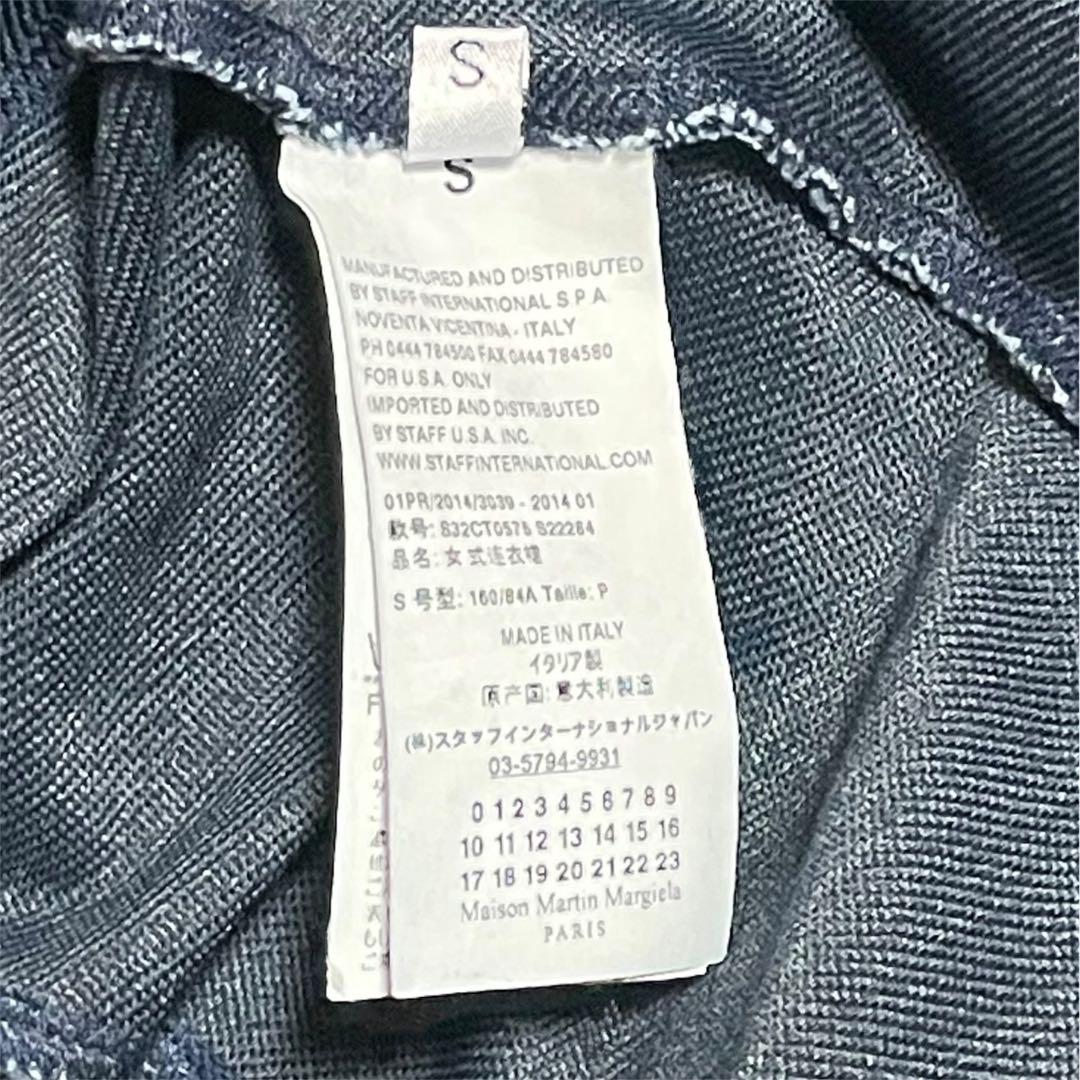 S
S
MANUFACTURED AND DISTRIBUTED
BY STAFF INTERNATIONAL S P A
NOVENTA VICENTINA - ITALY
PH 0444 784500 FAX 0444 784580
FOR U.S.A. ONLY
IMPORTED AND DISTRIBUTED
BY STAFF U.S.A. INC.
WWW.STAFFINTERNATIONAL.COM
01PR/2014/3039 - 2014 01
款号: S32CT0576 S22284
品名: 女式连衣裙
S 号型: 160/84A Taille: P
MADE IN ITALY
イタリア製
原产国: 意大利製造
(株)スタッフインターナショナルジャパン
03-5794-9931
0 1 2 3 4 5 6 7 8 9
10 11 12 13 14 15 16
17 18 19 20 21 22 23
Maison Martin Margiela
PARIS